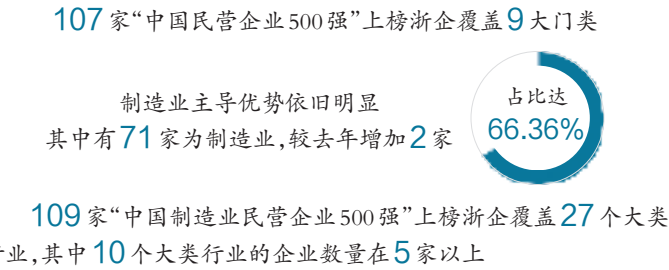 107家“中国民营企业500强”上榜浙企覆盖9大门类
制造业主导优势依旧明显
其中有71家为制造业,较去年增加2家
占比达
66.36%
109家“中国制造业民营企业500强”上榜浙企覆盖27个大类
业,其中10个大类行业的企业数量在5家以上